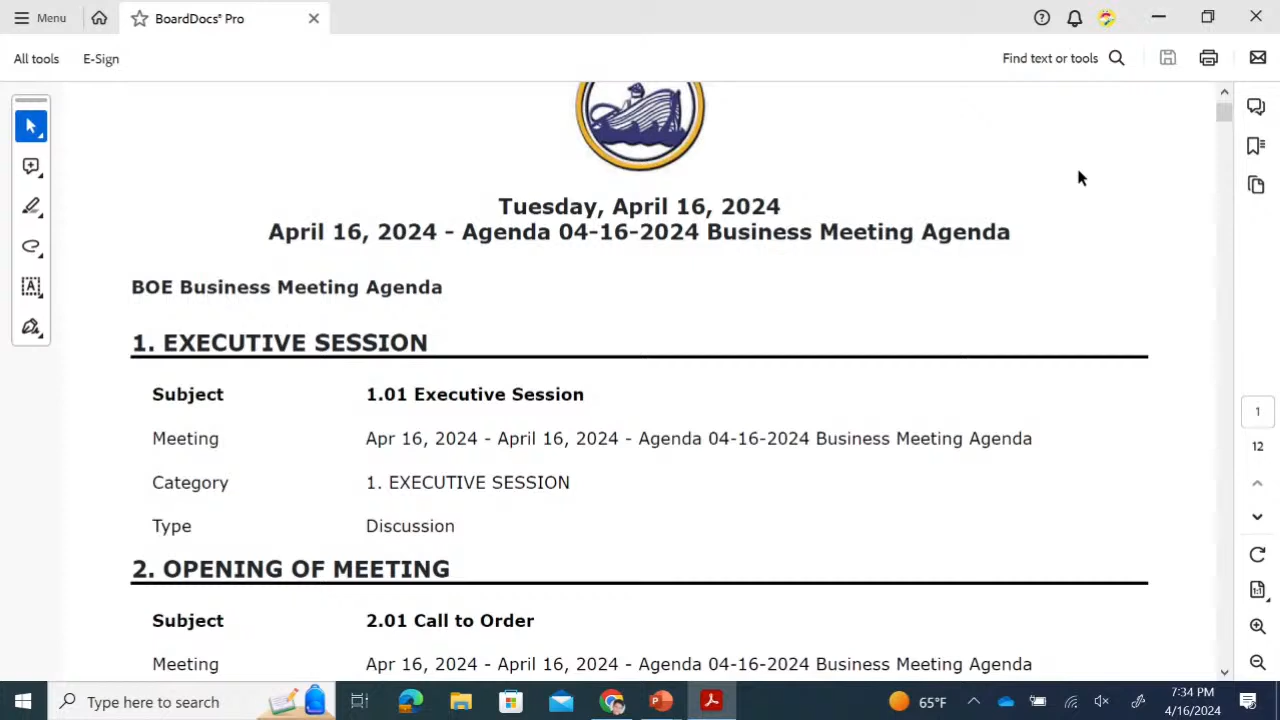 Menu
BoardDocs® Pro
All tools
E-Sign
Find text or tools
Tuesday, April 16, 2024
April 16, 2024 - Agenda 04-16-2024 Business Meeting Agenda
BOE Business Meeting Agenda
1. EXECUTIVE SESSION
Subject 1.01 Executive Session
Meeting Apr 16, 2024 - April 16, 2024 - Agenda 04-16-2024 Business Meeting Agenda
Category 1. EXECUTIVE SESSION
Type Discussion
2. OPENING OF MEETING
Subject 2.01 Call to Order
Meeting Apr 16, 2024 - April 16, 2024 - Agenda 04-16-2024 Business Meeting Agenda
1
12
1:1
Type here to search
65°F
7:34 PM
4/16/2024